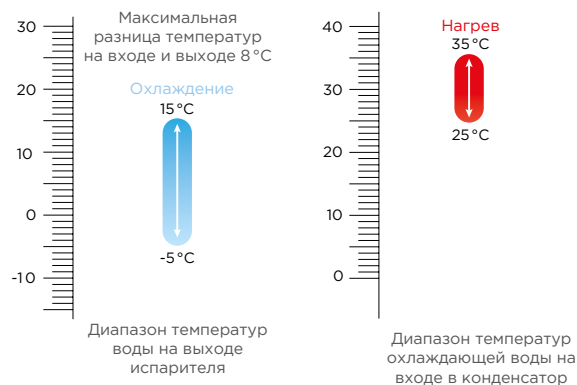 30
20
10
0
-10
Максимальная
разница температур
на входе и выходе 8 °C
Охлаждение
15 °C
-5 °C
Диапазон температур
воды на выходе
испарителя
40
30
20
10
0
Нагрев
35 °C
25 °C
Диапазон температур
охлаждающей воды на
входе в конденсатор